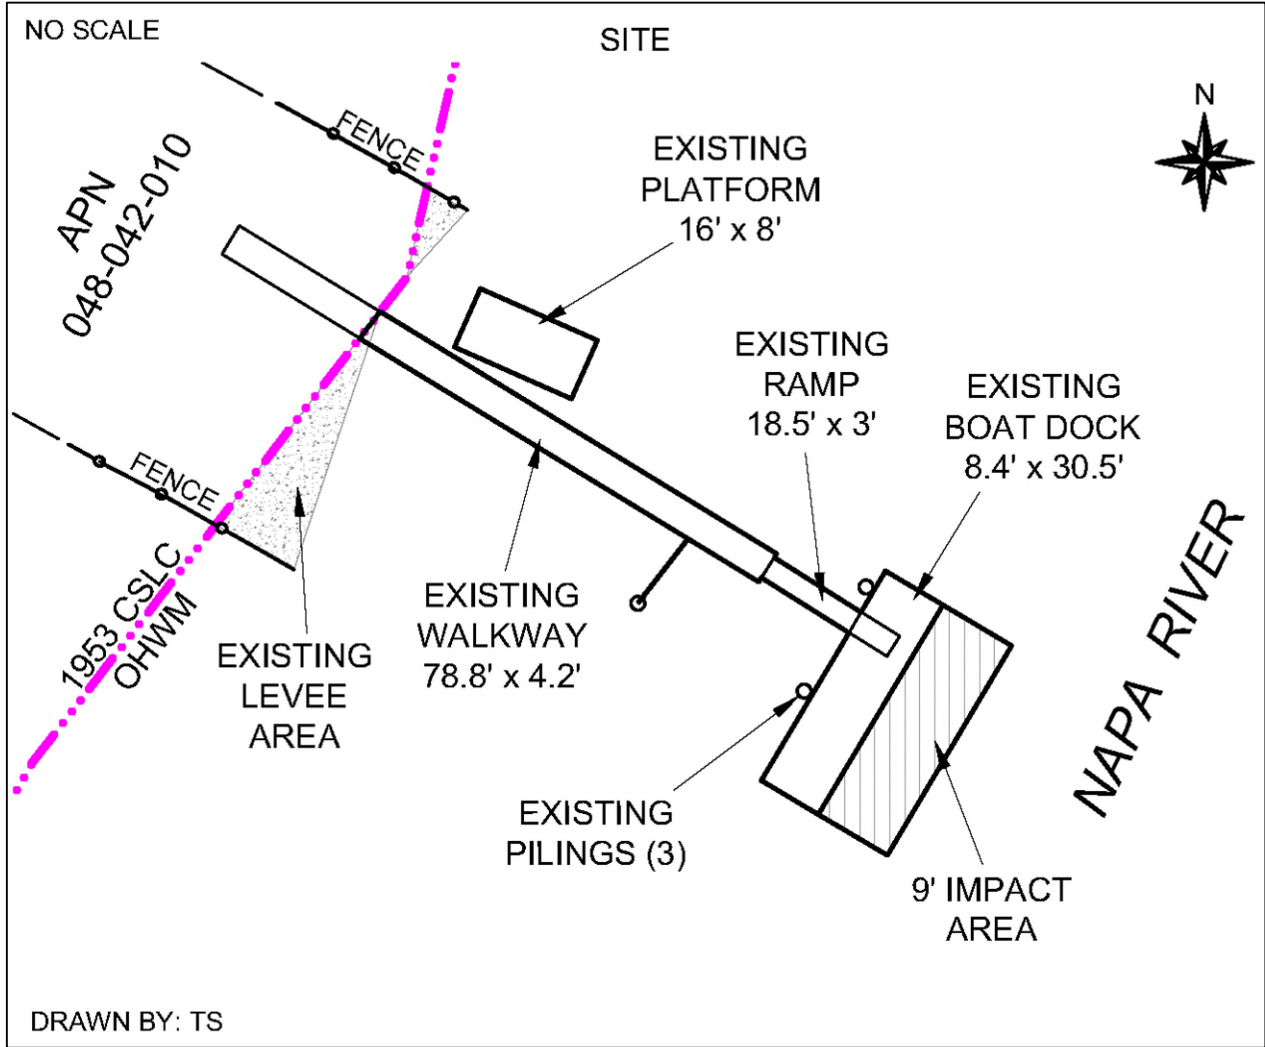 NO SCALE
SITE
N
FENCE
APN
048-042-010
EXISTING
PLATFORM
16' x 8'
EXISTING
RAMP
18.5' x 3'
EXISTING
BOAT DOCK
8.4' x 30.5'
FENCE
1953 CSLC
OHWM
EXISTING
LEVEE
AREA
EXISTING
WALKWAY
78.8' x 4.2'
NAPA RIVER
EXISTING
PILINGS (3)
9' IMPACT
AREA
DRAWN BY: TS